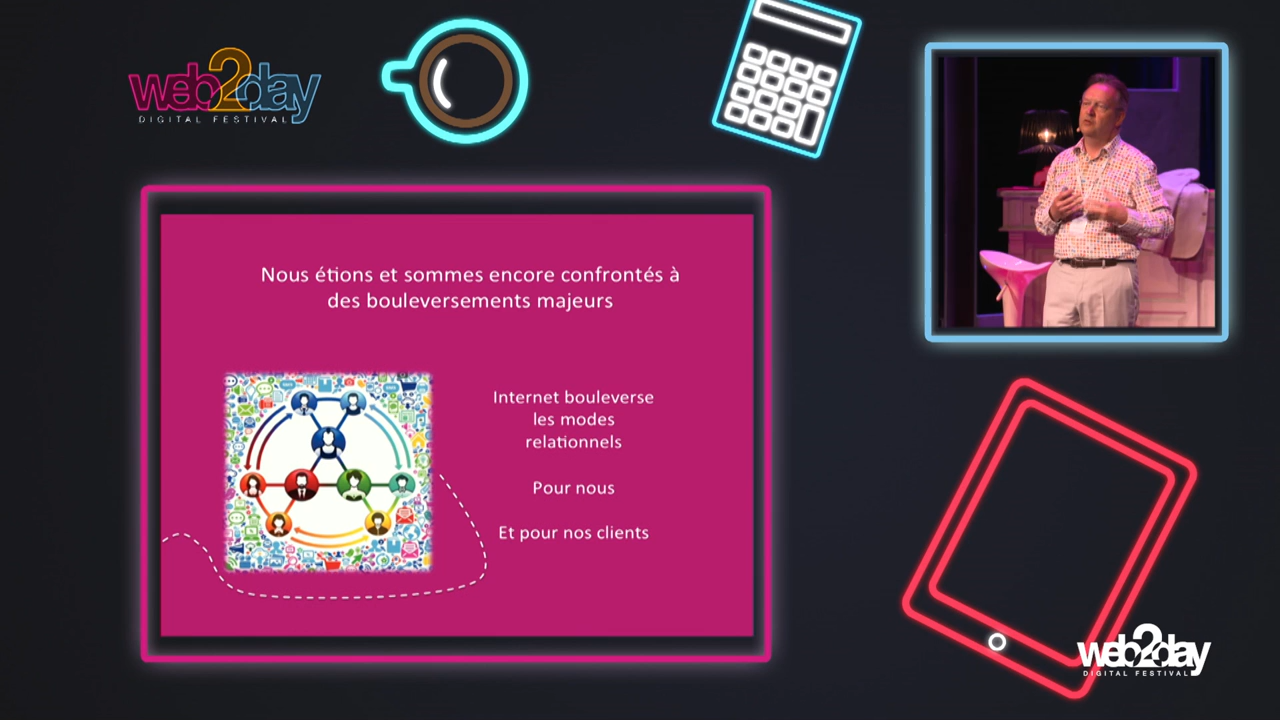 web2day
DIGITAL FESTIVAL
Nous étions et sommes encore confrontés à
des bouleversements majeurs
Internet bouleverse
les modes
relationnels
Pour nous
Et pour nos clients
web2day
DIGITAL FESTIVAL